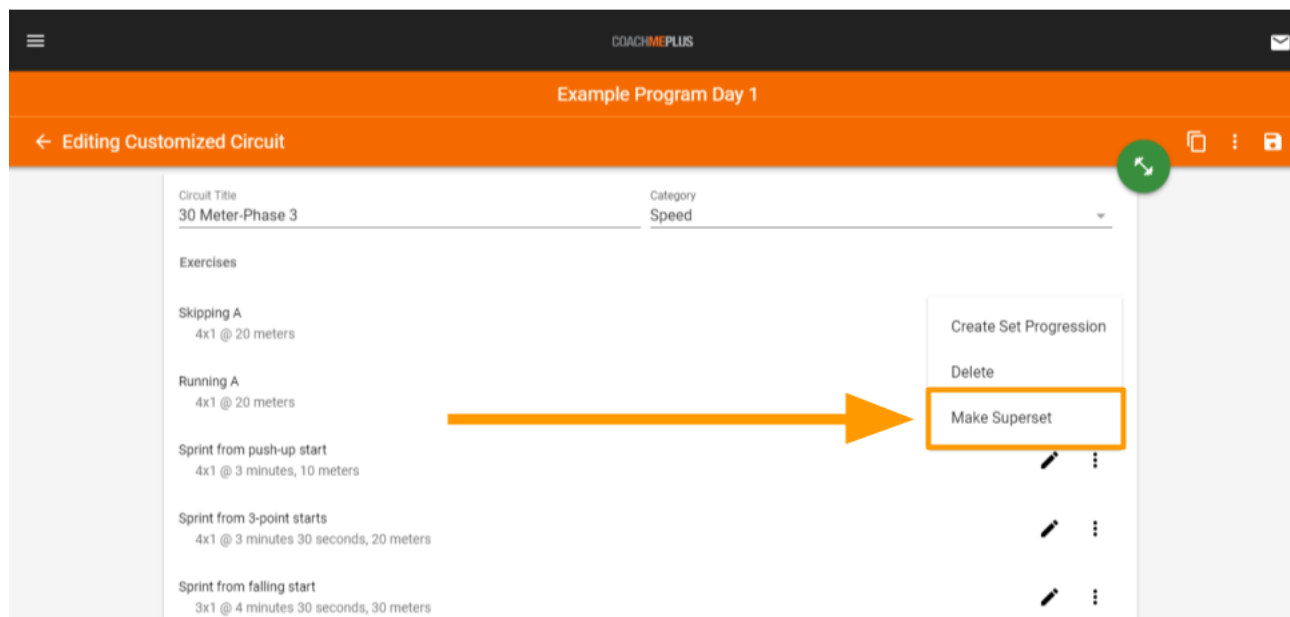 COACHMEPLUS
Example Program Day 1
Editing Customized Circuit
Circuit Title
Category
30 Meter-Phase 3
Speed
Exercises
Skipping A
4x1 @ 20 meters
Create Set Progression
Delete
Running A
4x1 @ 20 meters
Make Superset
Sprint from push-up start
4x1 @ 3 minutes, 10 meters
Sprint from 3-point starts
4x1 @ 3 minutes 30 seconds, 20 meters
Sprint from falling start
3x1 @ 4 minutes 30 seconds, 30 meters